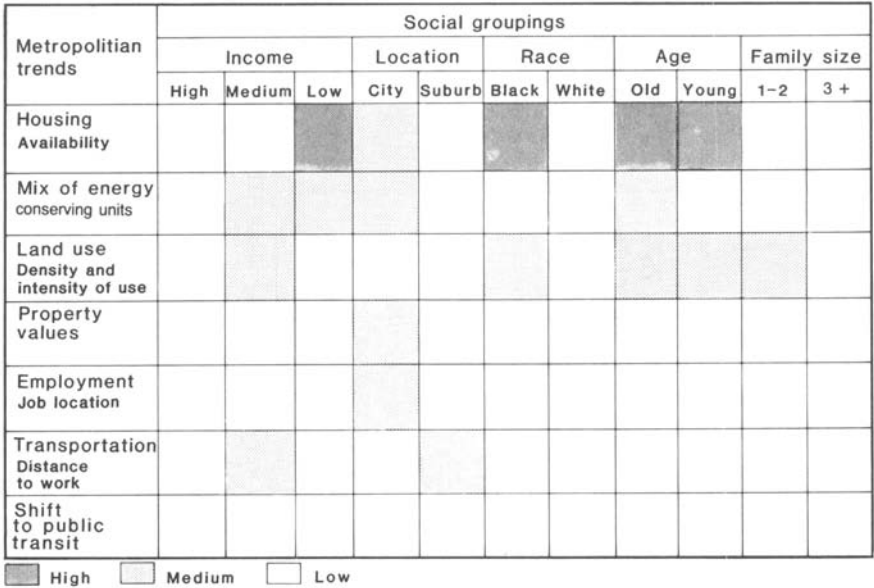 Social groupings
Metropolitian
trends
Income Location Race Age Family size
High Medium Low City Suburb Black White Old Young 1-2 3 +
Housing
Availability
Mix of energy
conserving units
Land use
Density and
intensity of use
Property
values
Employment
Job location
Transportation
Distance
to work
Shift
to public
transit
High Medium Low